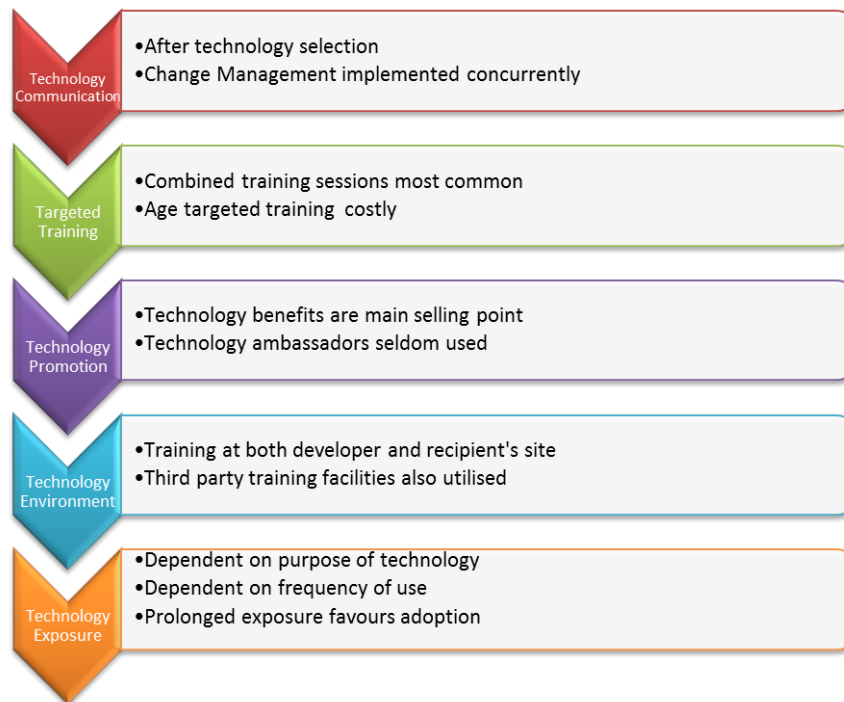 Technology
Communication
•After technology selection
•Change Management implemented concurrently
Targeted
Training
•Combined training sessions most common
•Age targeted training costly
Technology
Promotion
•Technology benefits are main selling point
•Technology ambassadors seldom used
Technology
Environment
•Training at both developer and recipient's site
•Third party training facilities also utilised
Technology
Exposure
•Dependent on purpose of technology
•Dependent on frequency of use
•Prolonged exposure favours adoption